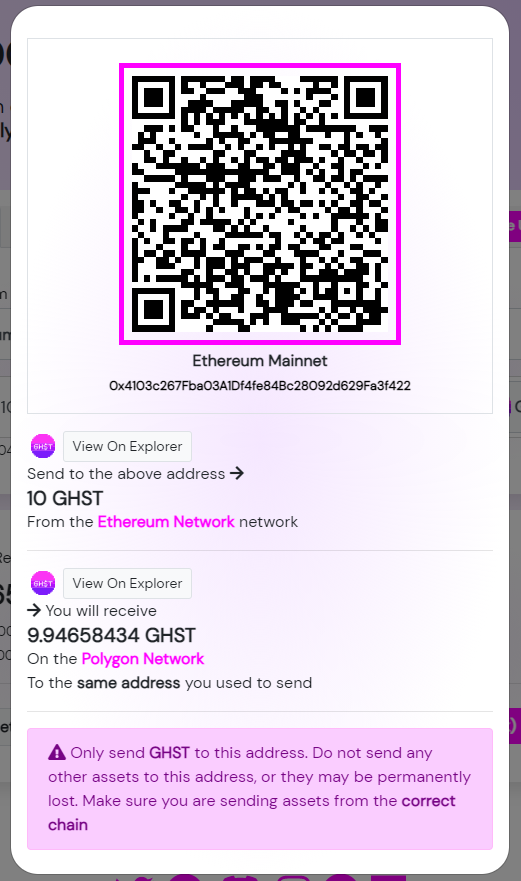 Ethereum Mainnet
0x4103c267Fba03A1Df4fe84Bc28092d629Fa3f422
GHST View On Explorer
Send to the above address →
10 GHST
From the Ethereum Network network
GHST View On Explorer
→ You will receive
9.94658434 GHST
On the Polygon Network
To the same address you used to send
Only send GHST to this address. Do not send any
other assets to this address, or they may be permanently
lost. Make sure you are sending assets from the correct
chain